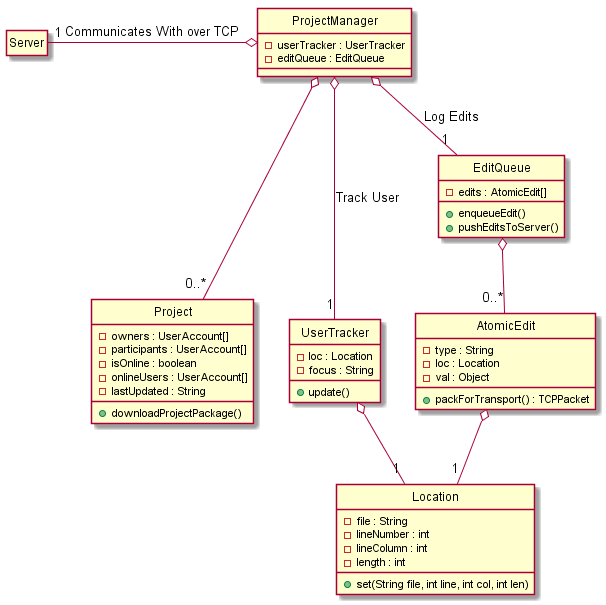 Server
1 Communicates With over TCP
ProjectManager
userTracker : UserTracker
editQueue : EditQueue
Log Edits
1
EditQueue
edits : AtomicEdit[]
enqueueEdit()
pushEditsToServer()
Track User
0..*
1
0..*
Project
owners : UserAccount[]
participants : UserAccount[]
isOnline : boolean
onlineUsers : UserAccount[]
lastUpdated : String
downloadProjectPackage()
UserTracker
loc : Location
focus : String
update()
AtomicEdit
type : String
loc : Location
val : Object
packForTransport() : TCPPacket
1
1
Location
file : String
lineNumber : int
lineColumn : int
length : int
set(String file, int line, int col, int len)